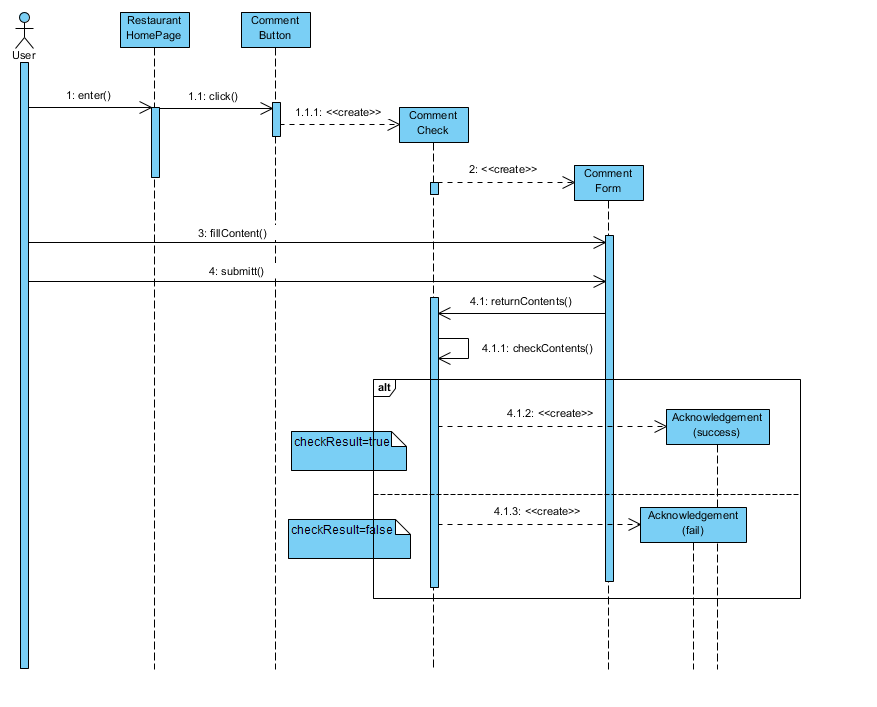 Restaurant
HomePage
Comment
Button
User
1: enter()
1.1: click()
1.1.1: <<create>>
Comment
Check
2: <<create>>
Comment
Form
3: fillContent()
4: submitt()
4.1: returnContents()
4.1.1: checkContents()
alt
4.1.2: <<create>>
Acknowledgement
(success)
checkResult=true
4.1.3: <<create>>
Acknowledgement
(fail)
checkResult=false